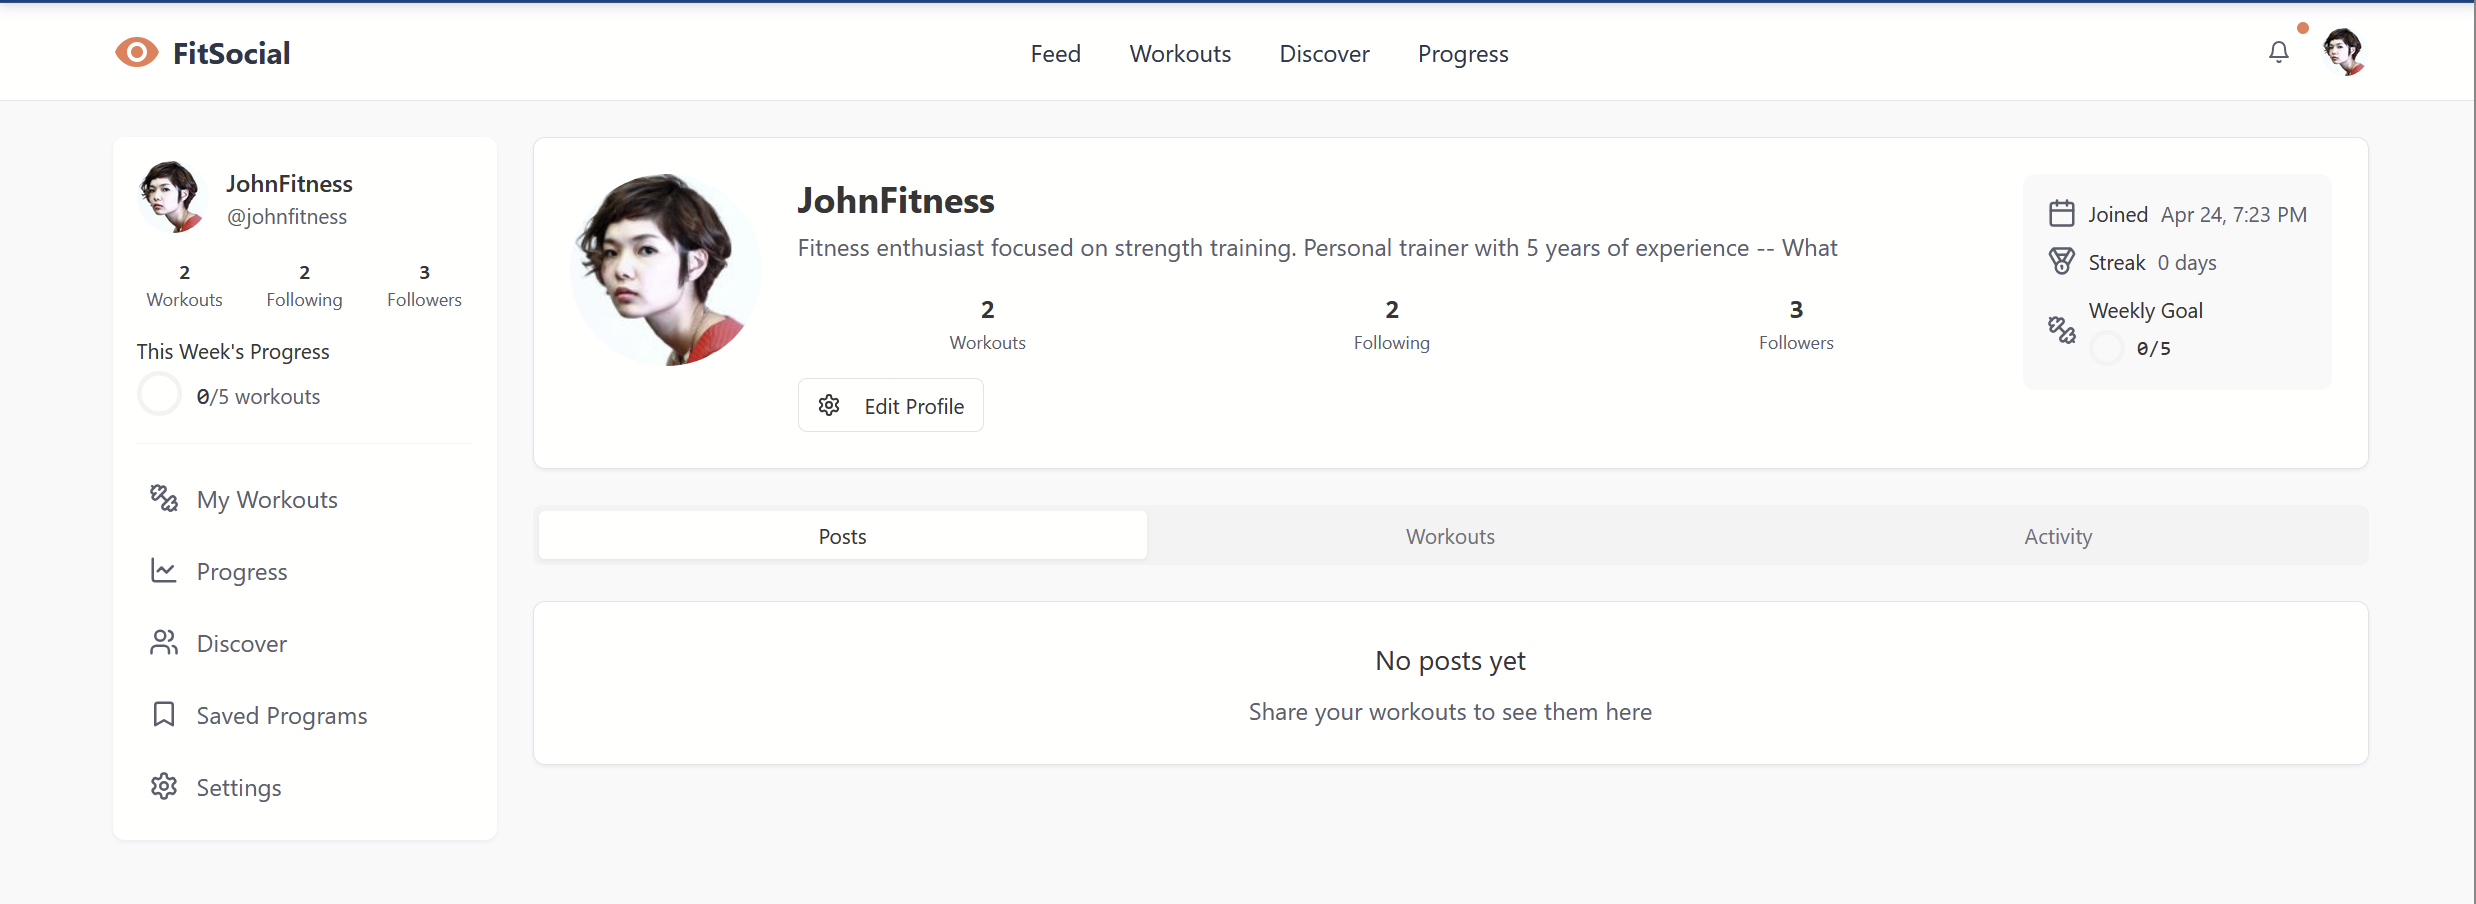 FitSocial
Feed Workouts Discover Progress
JohnFitness
@johnfitness
2 2 3
Workouts Following Followers
This Week's Progress
0/5 workouts
My Workouts
Progress
Discover
Saved Programs
Settings
JohnFitness
Fitness enthusiast focused on strength training. Personal trainer with 5 years of experience -- What
2 2 3
Workouts Following Followers
Edit Profile
Joined Apr 24, 7:23 PM
Streak 0 days
Weekly Goal
0/5
Posts Workouts Activity
No posts yet
Share your workouts to see them here